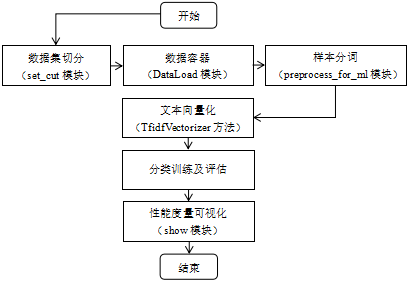 开始
数据集切分
（set_cut 模块）
数据容器
（DataLoad 模块）
样本分词
（preprocess_for_ml 模块）
文本向量化
（TfidfVectorizer 方法）
分类训练及评估
性能度量可视化
（show 模块）
结束